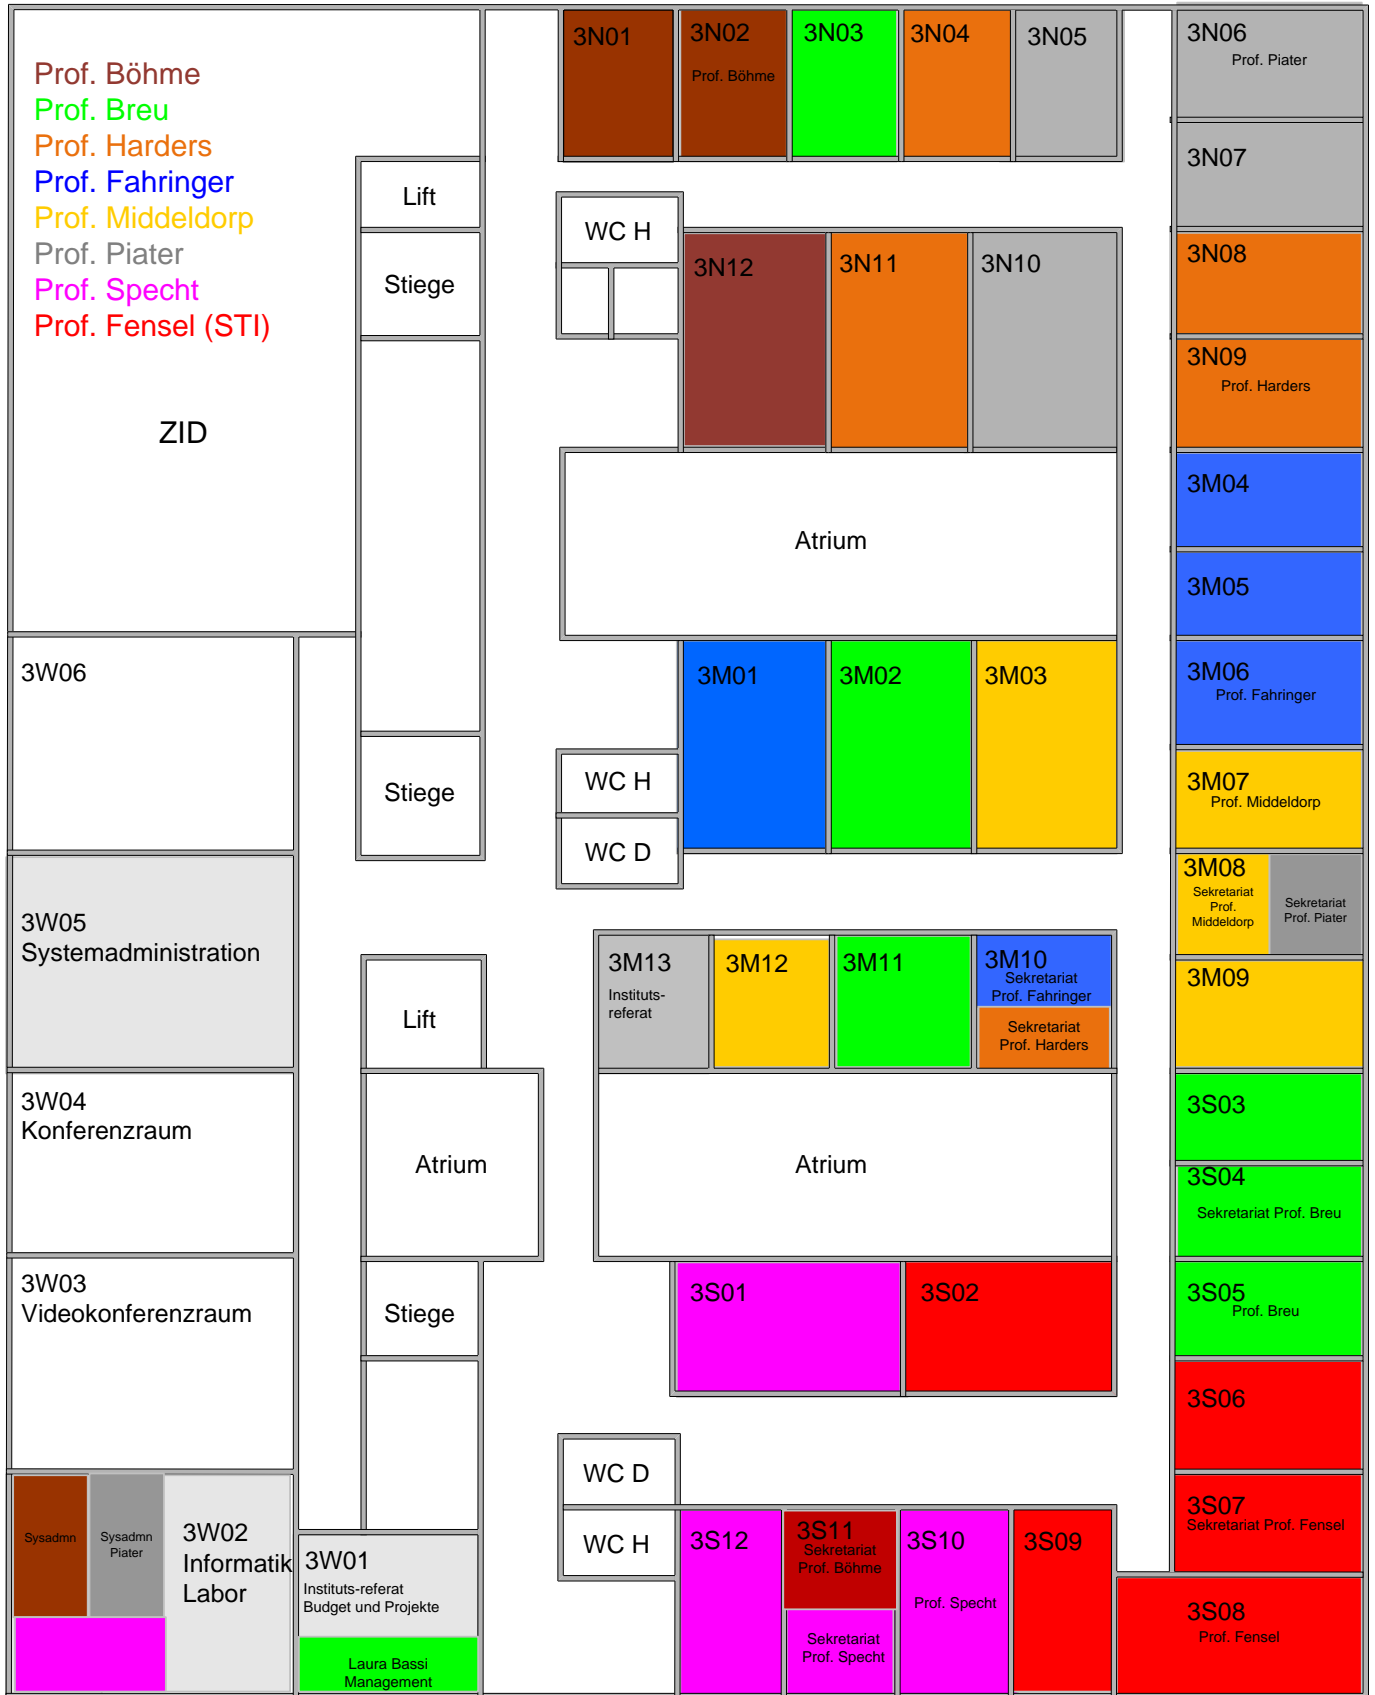 Prof. Böhme
Prof. Breu
Prof. Harders
Prof. Fahringer
Prof. Middeldorp
Prof. Piater
Prof. Specht
Prof. Fensel (STI)
ZID
Lift
Stiege
3N01
3N02
Prof. Böhme
3N03
3N04
3N05
3N06
Prof. Piater
3N07
WC H
3N12
3N11
3N10
3N08
3N09
Prof. Harders
Atrium
3M04
3M05
3W06
Stiege
3M01
3M02
3M03
3M06
Prof. Fahringer
WC H
WC D
3M07
Prof. Middeldorp
3M08
Sekretariat
Prof.
Middeldorp
Sekretariat
Prof. Piater
3W05
Systemadministration
Lift
3M13
Instituts-
referat
3M12
3M11
3M10
Sekretariat
Prof. Fahringer
Sekretariat
Prof. Harders
3M09
3W04
Konferenzraum
Atrium
Atrium
3S03
3S04
Sekretariat Prof. Breu
3W03
Videokonferenzraum
Stiege
3S01
3S02
3S05
Prof. Breu
3S06
WC D
WC H
Sysadmn
Sysadmn
Piater
3W02
Informatik
Labor
3W01
Instituts-referat
Budget und Projekte
Laura Bassi
Management
3S12
3S11
Sekretariat
Prof. Böhme
Sekretariat
Prof. Specht
3S10
Prof. Specht
3S09
3S07
Sekretariat Prof. Fensel
3S08
Prof. Fensel